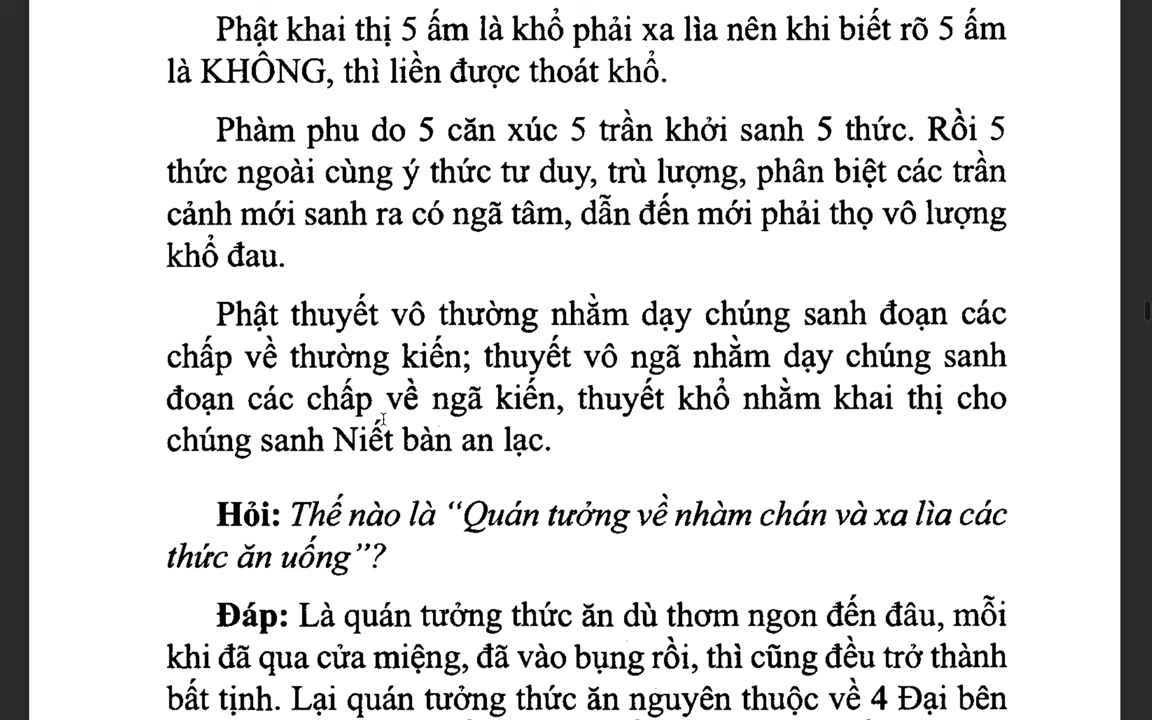 Phật khai thị 5 ấm là khổ phải xa lìa nên khi biết rõ 5 ấm
là KHÔNG, thì liền được thoát khổ.
Phàm phu do 5 căn xúc 5 trần khởi sanh 5 thức. Rồi 5
thức ngoài cùng ý thức tư duy, trù lượng, phân biệt các trần
cảnh mới sanh ra có ngã tâm, dẫn đến mới phải thọ vô lượng
khổ đau.
Phật thuyết vô thường nhằm dạy chúng sanh đoạn các
chấp về thường kiến; thuyết vô ngã nhằm dạy chúng sanh
đoạn các chấp về ngã kiến, thuyết khổ nhằm khai thị cho
chúng sanh Niết bàn an lạc.
Hỏi: Thế nào là “Quán tưởng về nhàm chán và xa lìa các
thức ăn uống”?
Đáp: Là quán tưởng thức ăn dù thơm ngon đến đâu, mỗi
khi đã qua cửa miệng, đã vào bụng rồi, thì cũng đều trở thành
bất tịnh. Lại quán tưởng thức ăn nguyên thuộc về 4 Đại bên